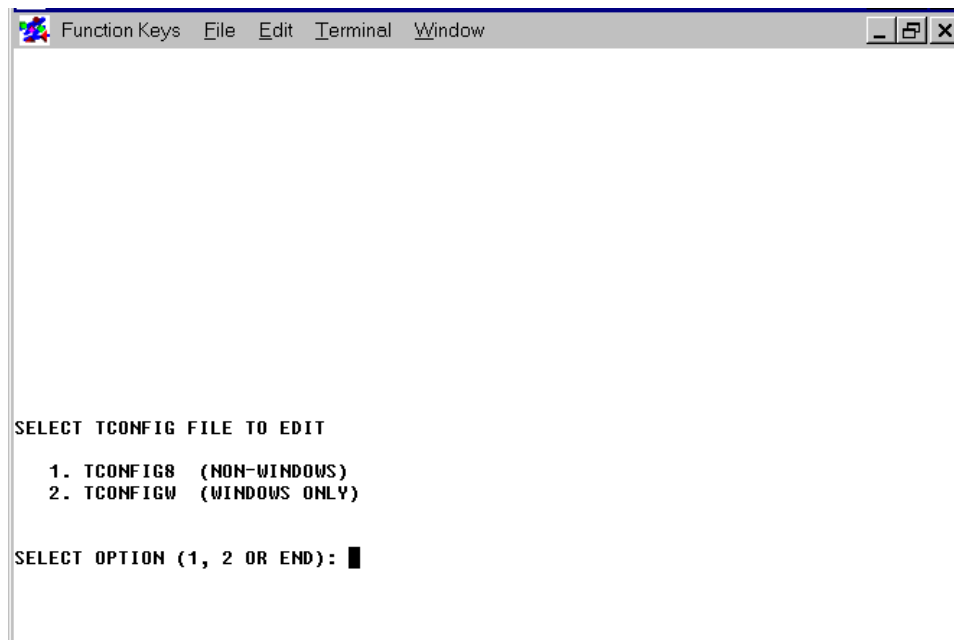 Function Keys File Edit Terminal Window
SELECT TCONFIG FILE TO EDIT
1. TCONFIG8 (NON-WINDOWS)
2. TCONFIGW (WINDOWS ONLY)
SELECT OPTION (1, 2 OR END):